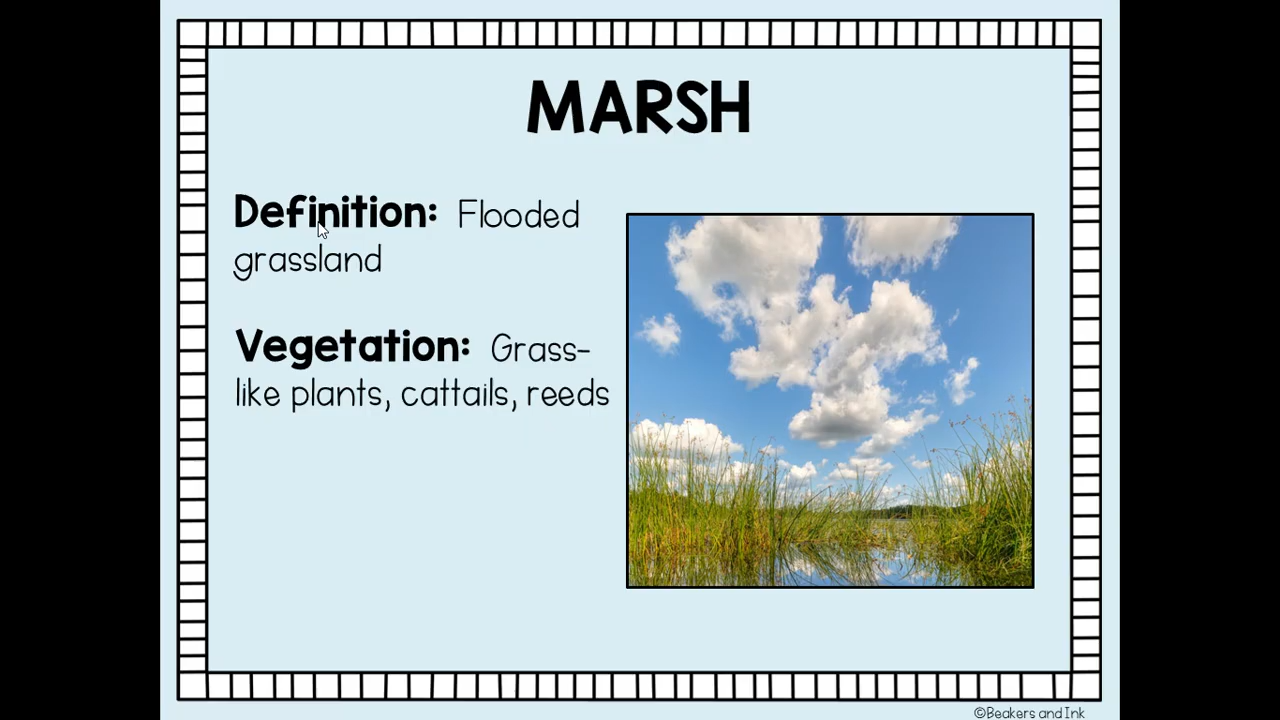 MARSH
Definition: Flooded
grassland
Vegetation: Grass-
like plants, cattails, reeds
©Beakers and Ink